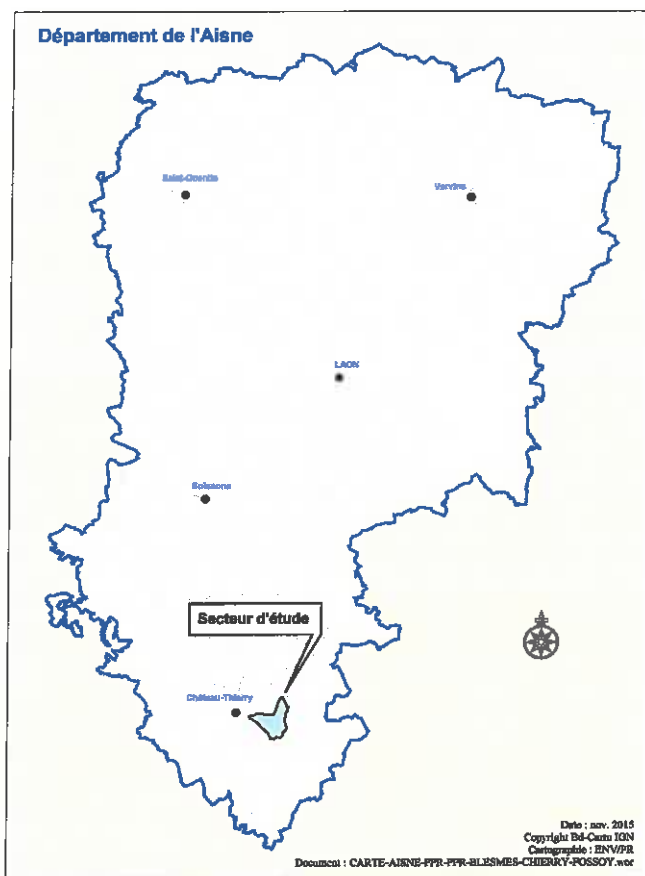 Département de l'Aisne
Saint-Quentin
Vervins
LAON
Soissons
Secteur d'étude
Château-Thierry
Date : nov. 2015
Copyright Bd-Carto IGN
Cartographie : ENV/PR
Document : CARTE-AISNE-PPR-PPR-BLESMES-CHIERRY-FOSSOY.wor